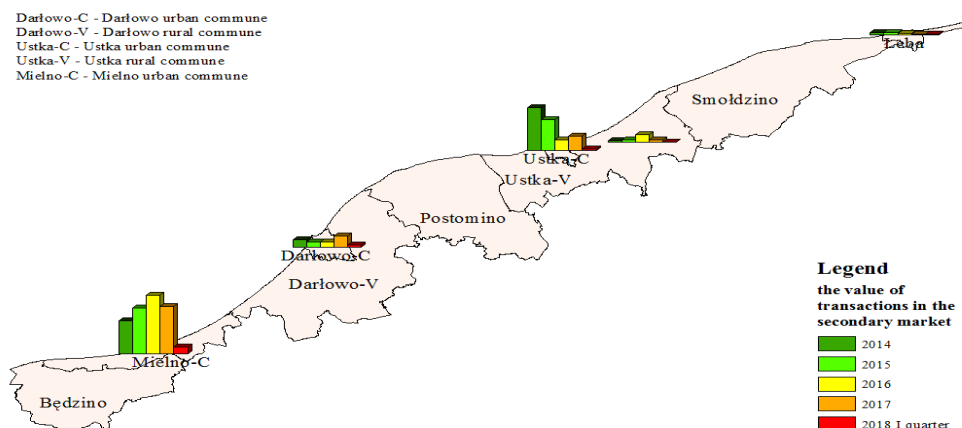 Darłowo-C - Darłowo urban commune
Darłowo-V - Darłowo rural commune
Ustka-C - Ustka urban commune
Ustka-V - Ustka rural commune
Mielno-C - Mielno urban commune
Łeba
Smołdzino
Ustka-C
Ustka-V
Postomino
Darłowo-C
Darłowo-V
Mielno-C
Będzino
Legend
the value of
transactions in the
secondary market
2014
2015
2016
2017
2018 I quarter